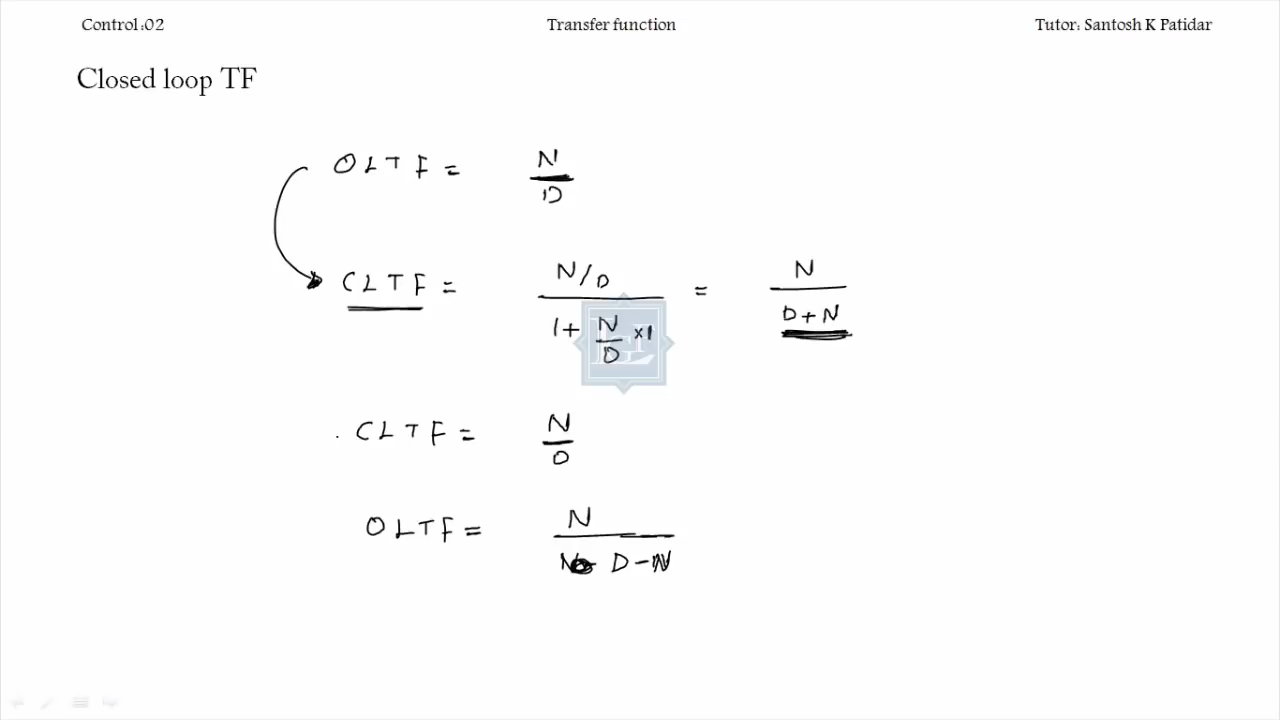 Control:02 Transfer function Tutor: Santosh K Patidar
Closed loop TF
OLTF = N/D
CLTF = N/D / 1 + N/D ×1 = N / D+N
CLTF = N/D
OLTF = N / D-N